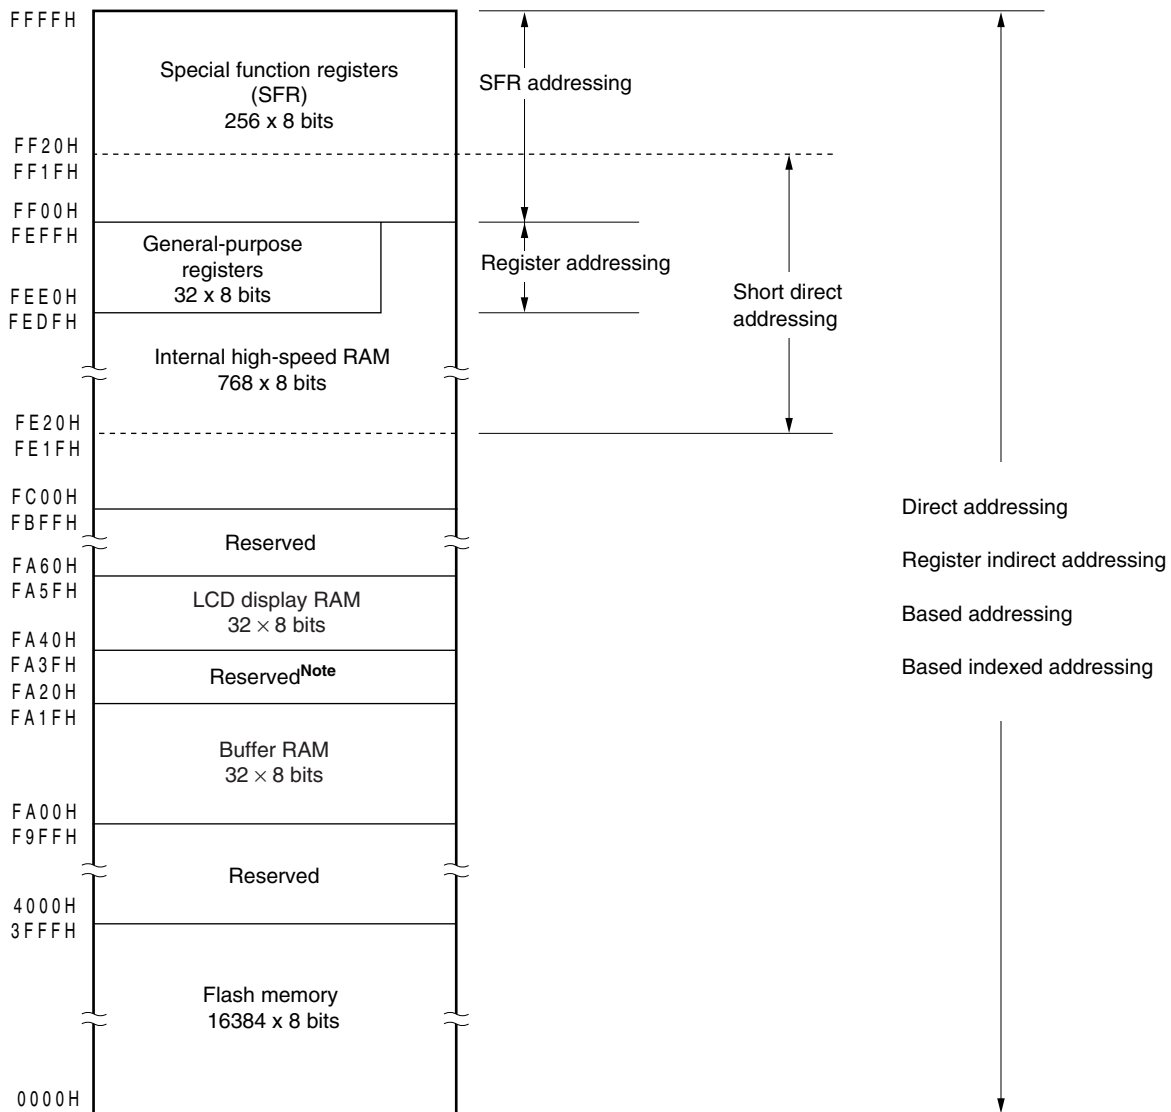 FFFFH
Special function registers
(SFR)
256 x 8 bits
SFR addressing
FF20H
FF1FH
FF00H
FEFFH
General-purpose
registers
32 x 8 bits
Register addressing
Short direct
addressing
FEE0H
FEDFH
Internal high-speed RAM
768 x 8 bits
FE20H
FE1FH
FC00H
FBFFH
Reserved
Direct addressing
Register indirect addressing
Based addressing
Based indexed addressing
FA60H
FA5FH
LCD display RAM
32 × 8 bits
FA40H
FA3FH
ReservedNote
FA20H
FA1FH
Buffer RAM
32 × 8 bits
FA00H
F9FFH
Reserved
4000H
3FFFH
Flash memory
16384 x 8 bits
0000H